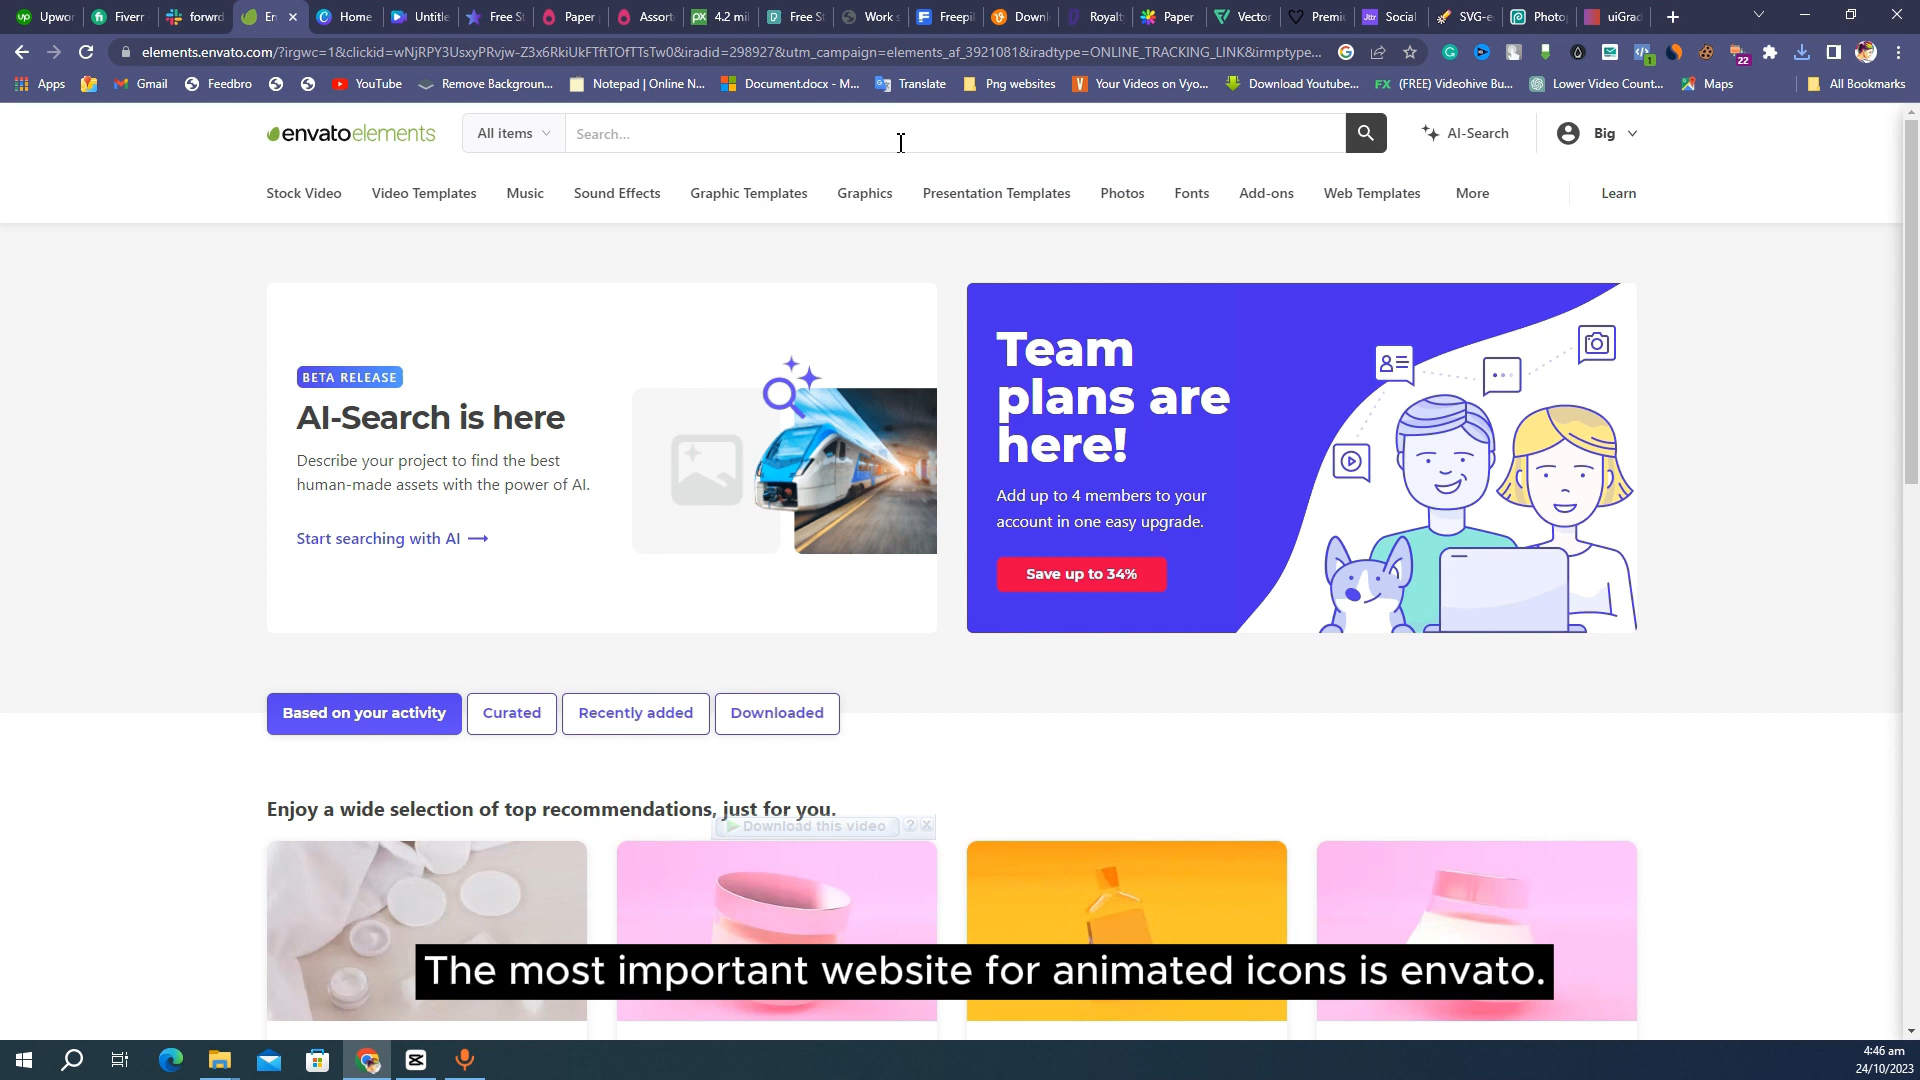 Upwor
Fiverr
forwrd
En
Home
Untitle
Free St
Paper
Assort
4.2 mil
Free St
Work s
Freepil
Downl
Royalt
Paper
Vector
Premiu
Social
SVG-e
Photo
uiGrad
elements.envato.com/?irgwc=1&clickid=wNjRPY3UsxyPRvjw-Z3x6RkiUkFTftTOfTTsTw0&iradid=298927&utm_campaign=elements_af_3921081&iradtype=ONLINE_TRACKING_LINK&irmptype...
1
22
Apps
Gmail
Feedbro
YouTube
Remove Backgroun...
Notepad | Online N...
Document.docx - M...
Translate
Png websites
Your Videos on Vyo...
Download Youtube...
FX (FREE) Videohive Bu...
Lower Video Count...
Maps
All Bookmarks
envatoelements
All items
Search...
AI-Search
Big
Stock Video
Video Templates
Music
Sound Effects
Graphic Templates
Graphics
Presentation Templates
Photos
Fonts
Add-ons
Web Templates
More
Learn
BETA RELEASE
AI-Search is here
Describe your project to find the best
human-made assets with the power of AI.
Start searching with AI
Team
plans are
here!
Add up to 4 members to your
account in one easy upgrade.
Save up to 34%
Based on your activity
Curated
Recently added
Downloaded
Enjoy a wide selection of top recommendations, just for you.
Download this video ? X
The most important website for animated icons is envato.
4:46 am
24/10/2023